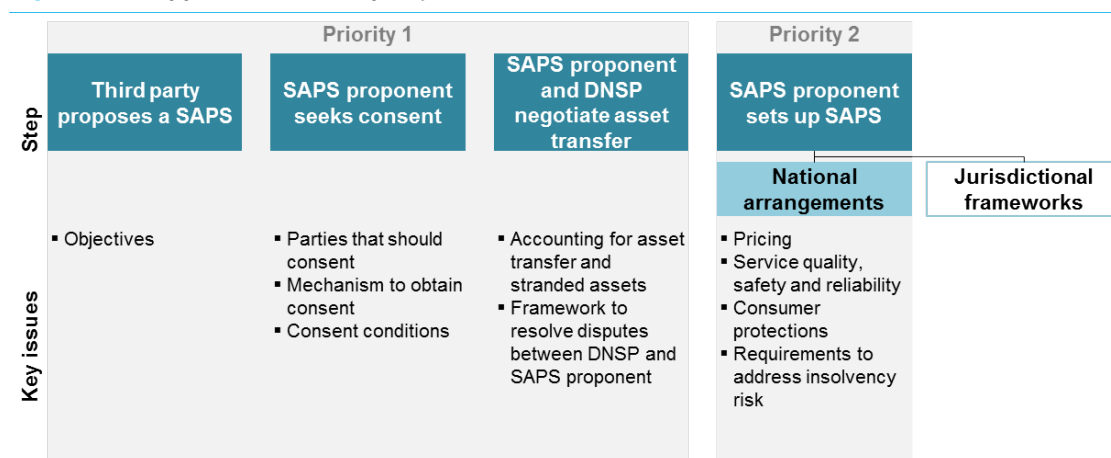 Priority 1
Priority 2
Step
Third party
proposes a SAPS
SAPS proponent
seeks consent
SAPS proponent
and DNSP
negotiate asset
transfer
SAPS proponent
sets up SAPS
National
arrangements
Jurisdictional
frameworks
Key issues
▪ Objectives
▪ Parties that should
consent
▪ Mechanism to obtain
consent
▪ Consent conditions
▪ Accounting for asset
transfer and
stranded assets
▪ Framework to
resolve disputes
between DNSP and
SAPS proponent
▪ Pricing
▪ Service quality,
safety and reliability
▪ Consumer
protections
▪ Requirements to
address insolvency
risk